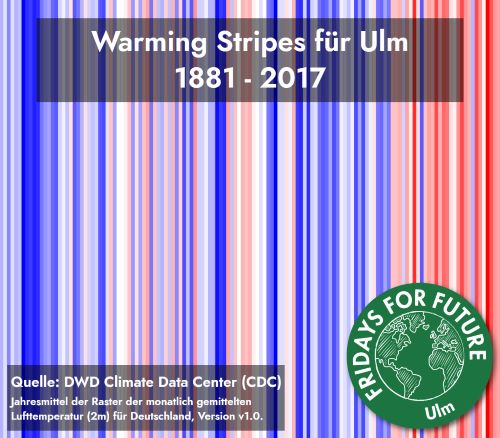 Warming Stripes für Ulm
1881 - 2017
FRIDAYS FOR FUTURE
Ulm
Quelle: DWD Climate Data Center (CDC)
Jahresmittel der Raster der monatlich gemittelten
Lufttemperatur (2m) für Deutschland, Version v1.0.